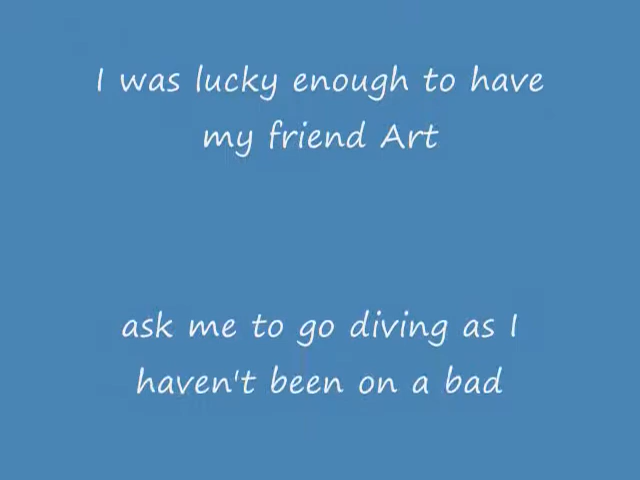 I was lucky enough to have
my friend Art
ask me to go diving as I
haven't been on a bad